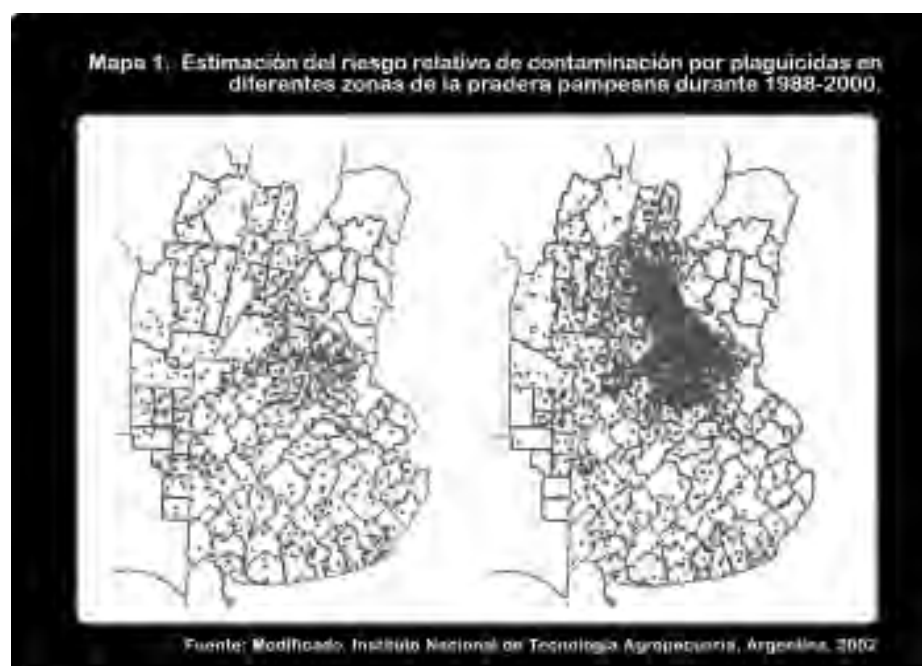 Mapa 1. Estimación del riesgo relativo de contaminación por plaguicidas en
diferentes zonas de la pradera pampeana durante 1988-2000.
Fuente: Modificado. Instituto Nacional de Tecnología Agropecuaria, Argentina, 2002